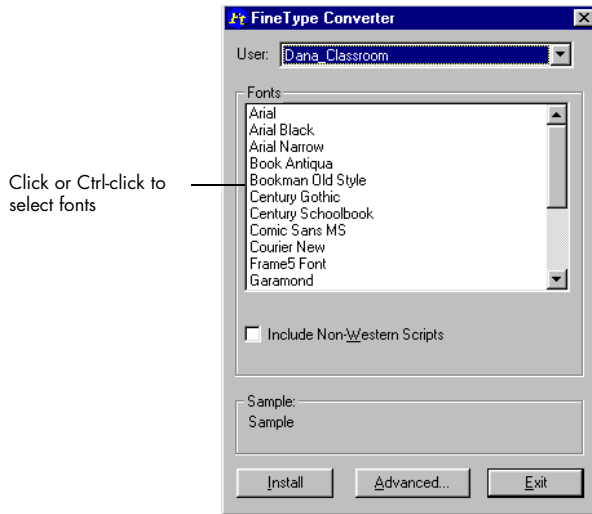 FineType Converter
User: Dana_Classroom
Fonts
Arial
Arial Black
Arial Narrow
Book Antiqua
Bookman Old Style
Century Gothic
Century Schoolbook
Comic Sans MS
Courier New
Frame5 Font
Garamond
Click or Ctrl-click to
select fonts
Include Non-Western Scripts
Sample:
Sample
Install Advanced... Exit